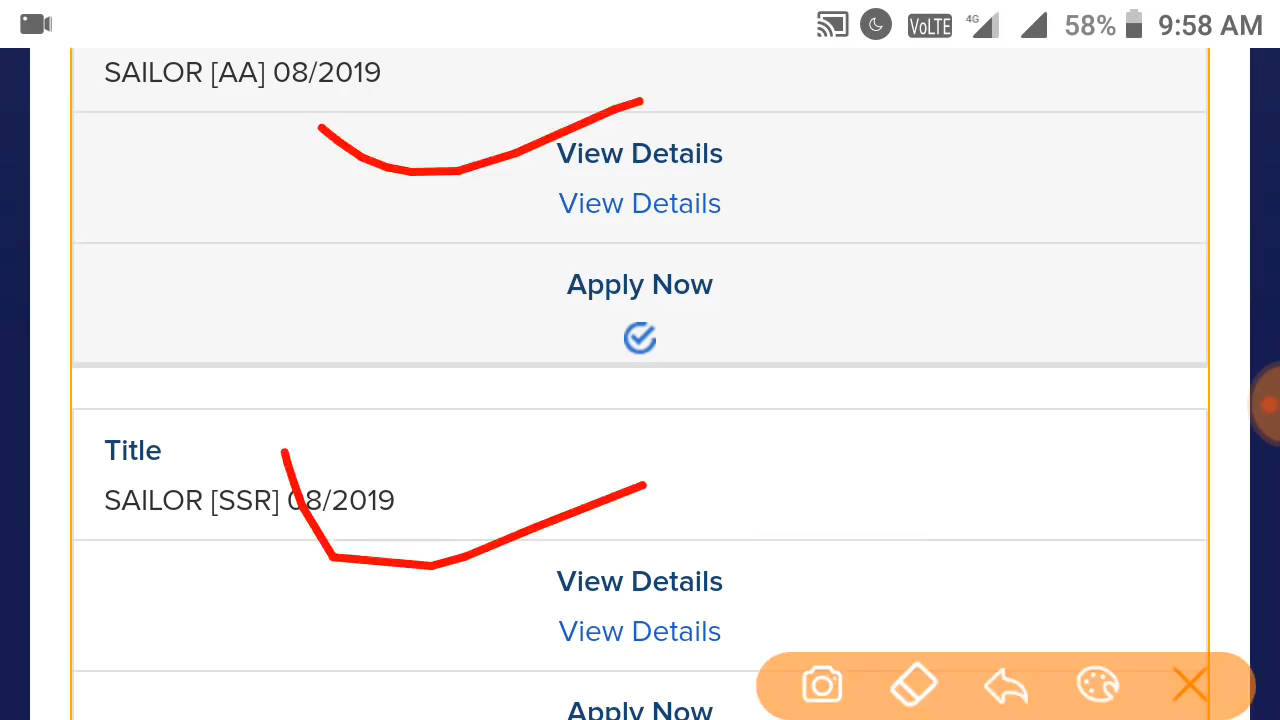 4G
VoLTE
58%
9:58 AM
SAILOR [AA] 08/2019
View Details
View Details
Apply Now
Title
SAILOR [SSR] 08/2019
View Details
View Details
Apply Now